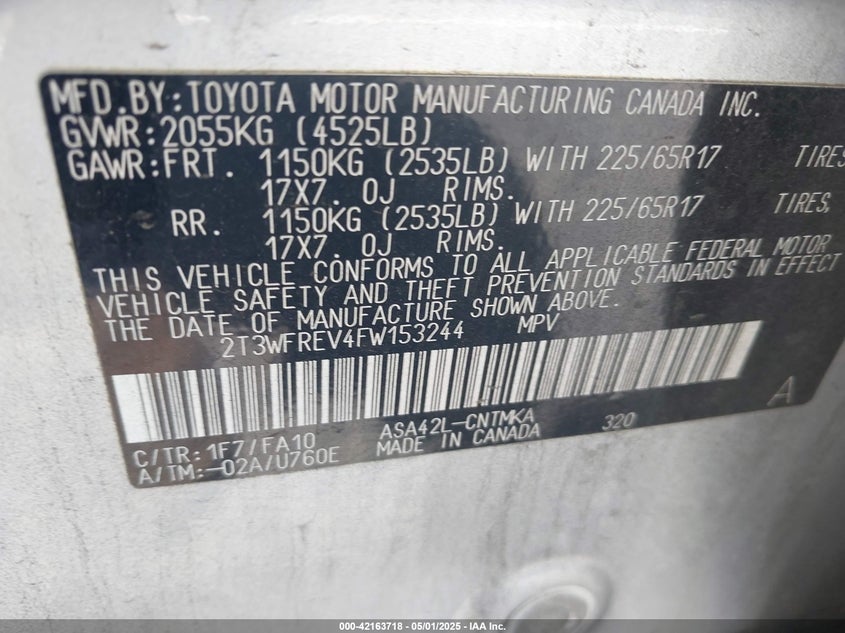 MFD.BY:TOYOTA MOTOR MANUFACTURING CANADA INC.
GVWR:2055KG (4525LB)
GAWR:FRT. 1150KG (2535LB) WITH 225/65R17 TIRES
17X7. 0J RIMS.
RR. 1150KG (2535LB) WITH 225/65R17 TIRES,
17X7. 0J RIMS.
THIS VEHICLE CONFORMS TO ALL APPLICABLE FEDERAL MOTOR
VEHICLE SAFETY AND THEFT PREVENTION STANDARDS IN EFFECT
THE DATE OF MANUFACTURE SHOWN ABOVE.
2T3WFREV4FW153244 MPV
A
ASA42L-CNTMKA 320
MADE IN CANADA
C/TR:1F7/FA10
A/TM:-02A/U760E
000-42163718 - 05/01/2025 - IAA Inc.